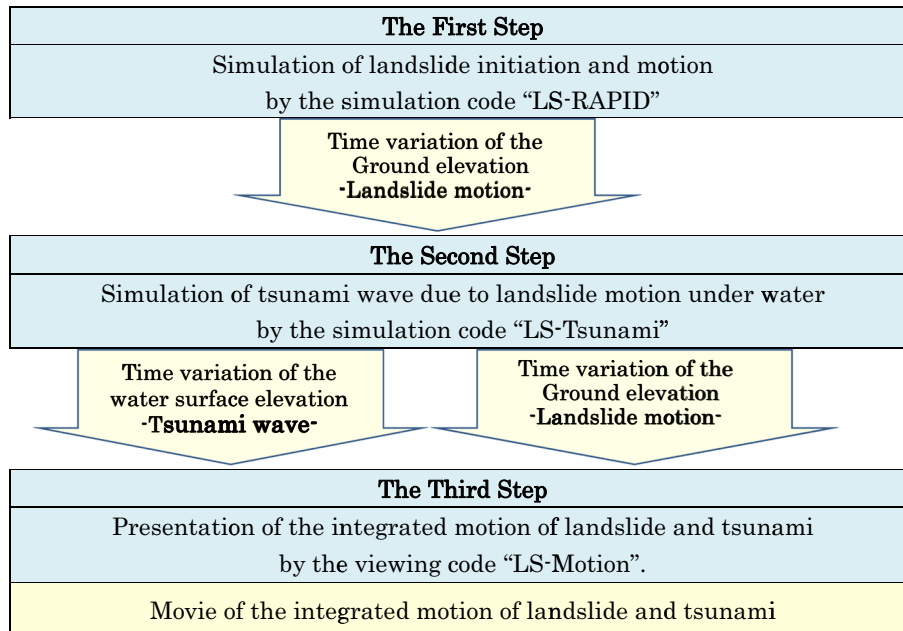 The First Step
Simulation of landslide initiation and motion
by the simulation code “LS-RAPID”
Time variation of the
Ground elevation
-Landslide motion-
The Second Step
Simulation of tsunami wave due to landslide motion under water
by the simulation code “LS-Tsunami”
Time variation of the
water surface elevation
-Tsunami wave-
Time variation of the
Ground elevation
-Landslide motion-
The Third Step
Presentation of the integrated motion of landslide and tsunami
by the viewing code “LS-Motion”.
Movie of the integrated motion of landslide and tsunami